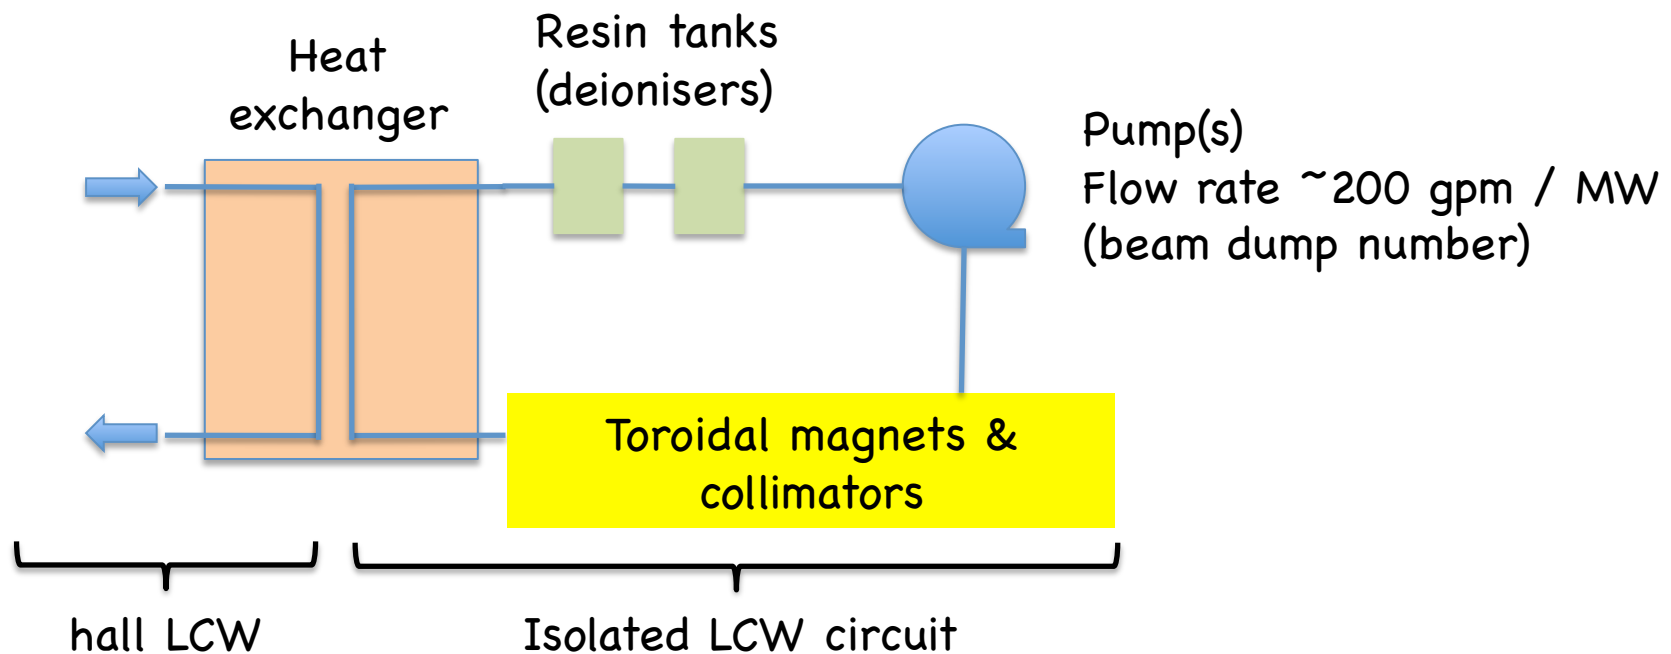 Heat
exchanger
Resin tanks
(deionisers)
Pump(s)
Flow rate ~200 gpm / MW
(beam dump number)
Toroidal magnets &
collimators
hall LCW
Isolated LCW circuit